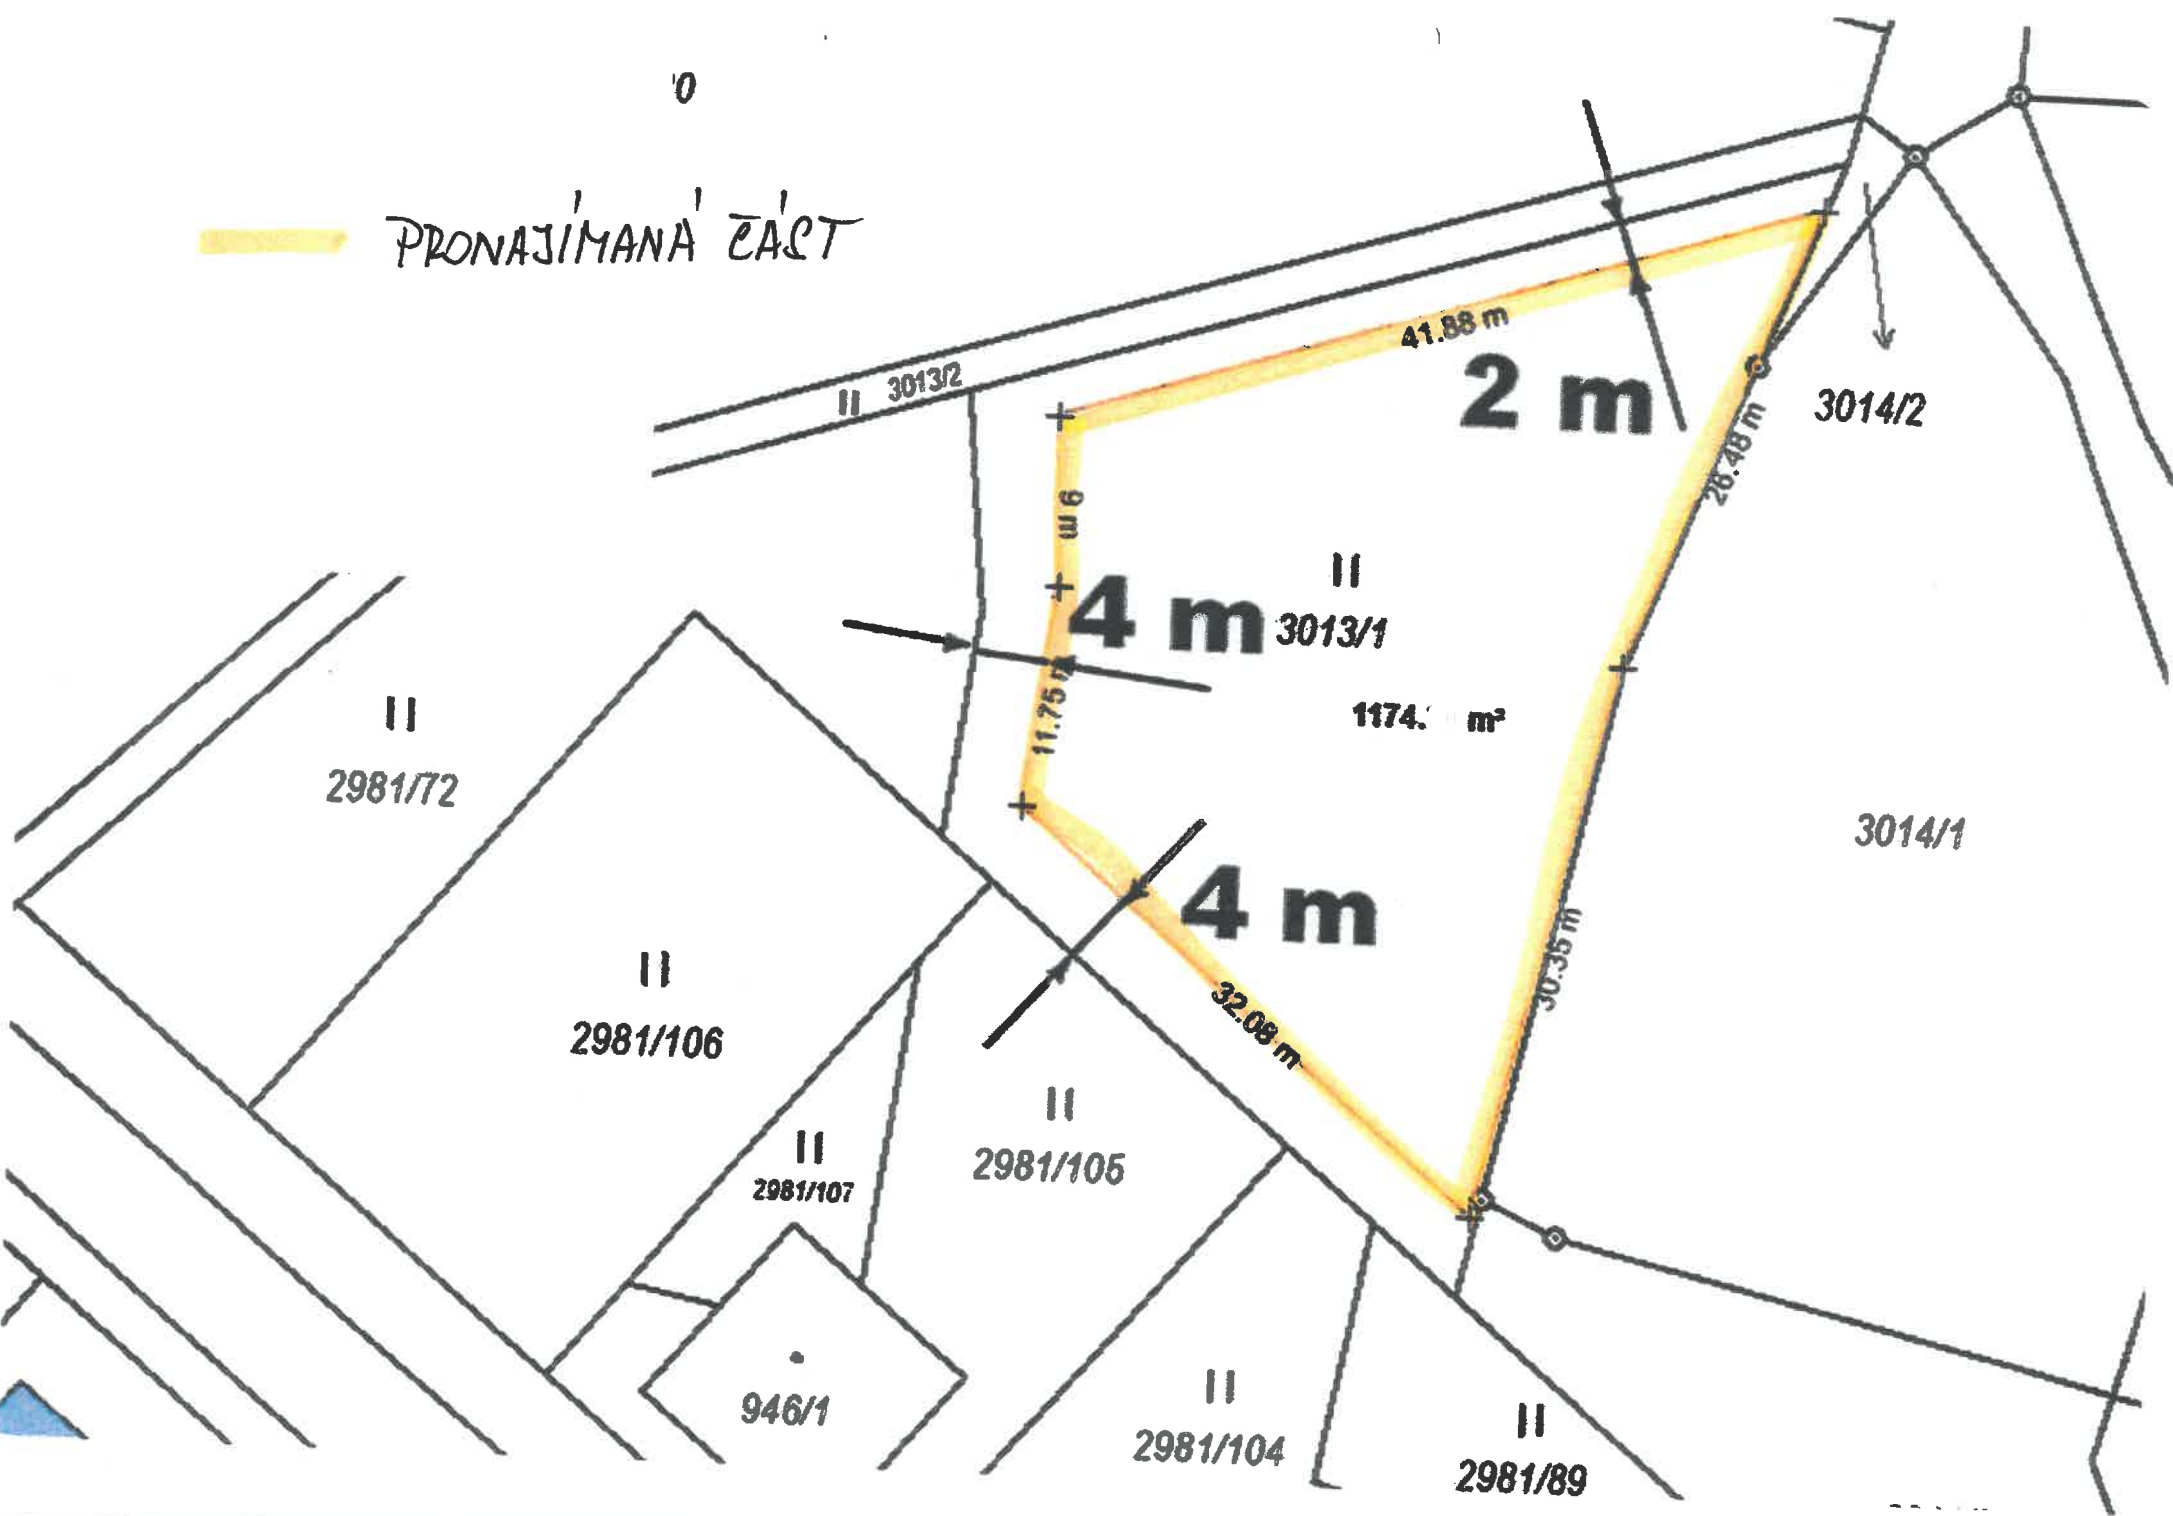 PRONAJÍMANÁ ČÁST
II 3013/2
41.88 m
2 m
26.48 m
3014/2
9 m
4 m
II
3013/1
11.75 m
1174. m²
II
2981/72
3014/1
4 m
32.08 m
30.35 m
II
2981/106
II
2981/107
II
2981/105
946/1
II
2981/104
II
2981/89